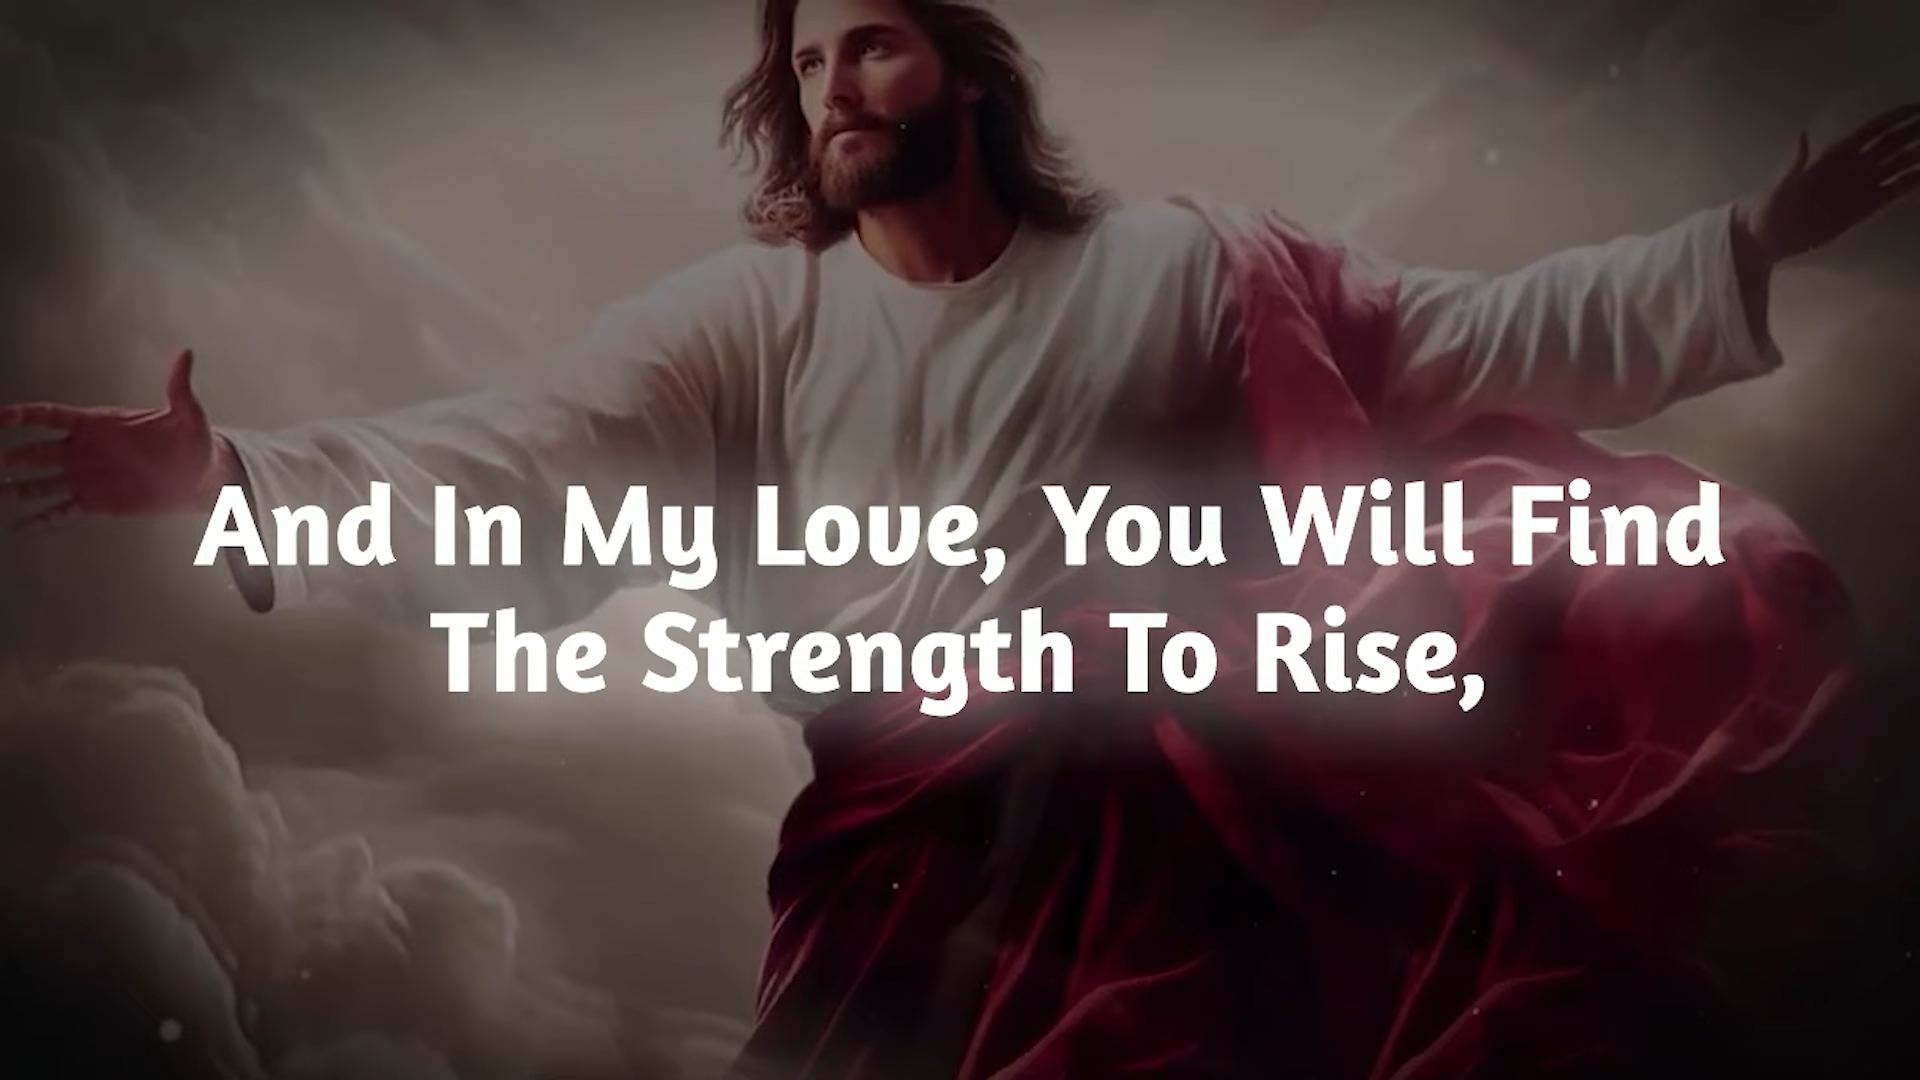 And In My Love, You Will Find
The Strength To Rise,